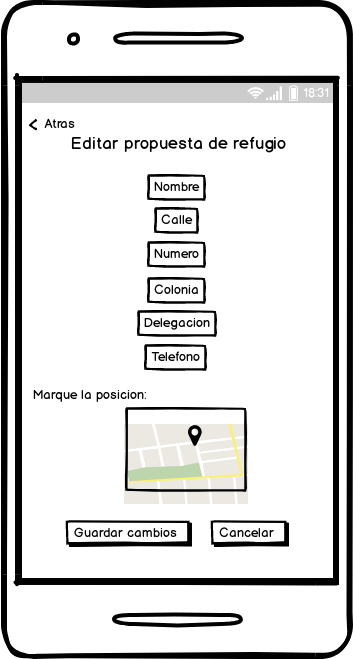 18:31
Atras
Editar propuesta de refugio
Nombre
Calle
Numero
Colonia
Delegacion
Telefono
Marque la posicion:
Guardar cambios
Cancelar